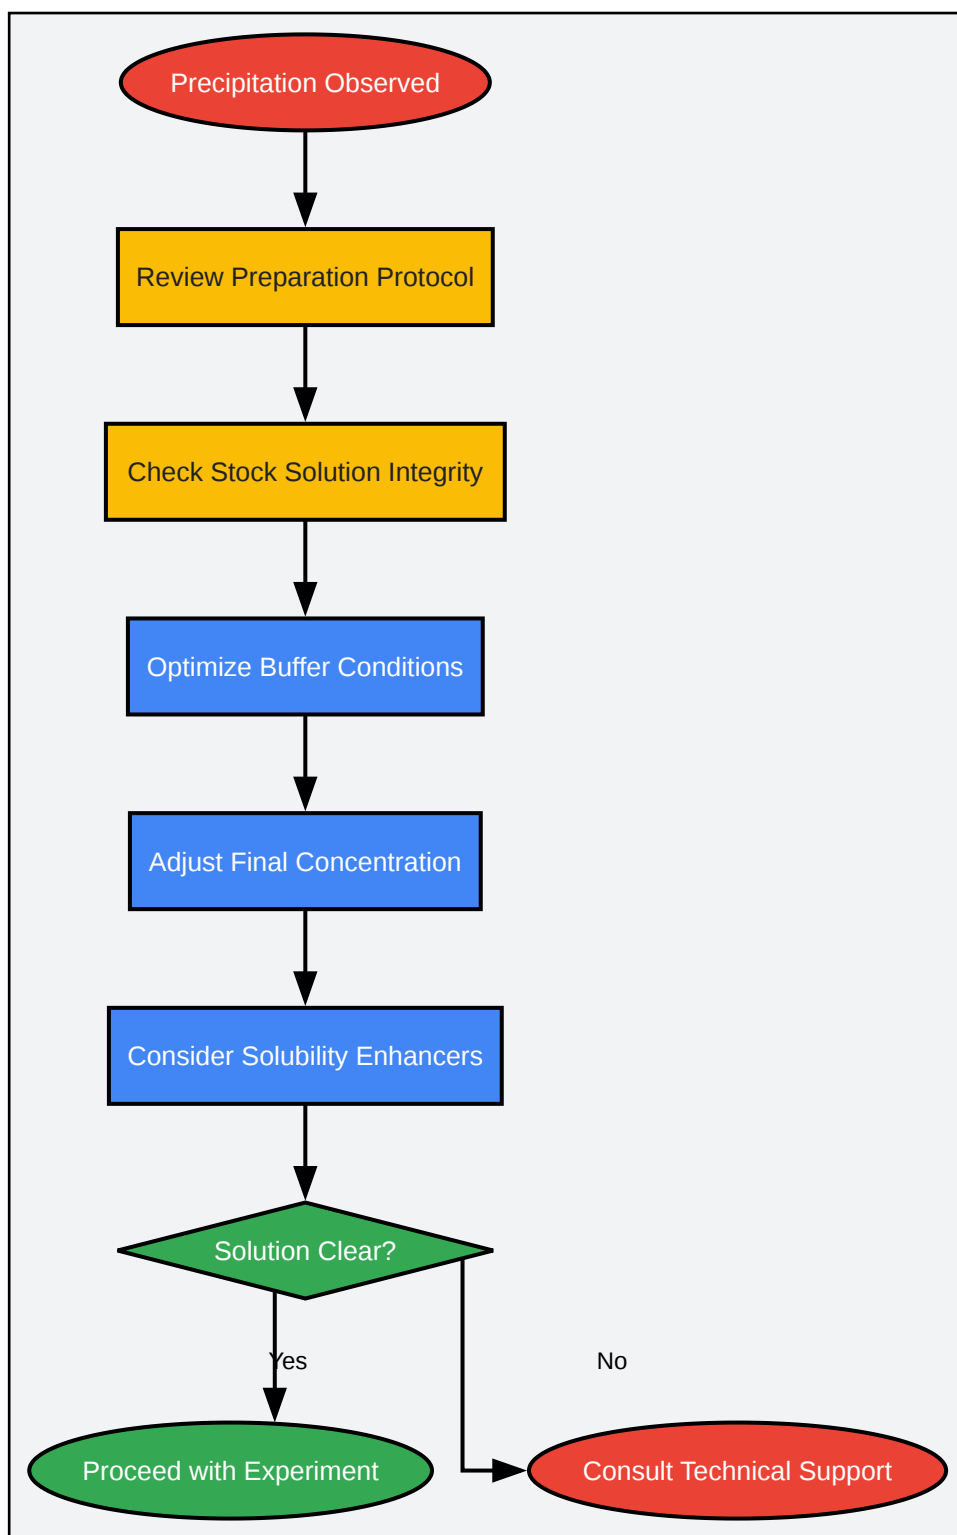 Precipitation Observed
Review Preparation Protocol
Check Stock Solution Integrity
Optimize Buffer Conditions
Adjust Final Concentration
Consider Solubility Enhancers
Solution Clear?
Yes
No
Proceed with Experiment
Consult Technical Support